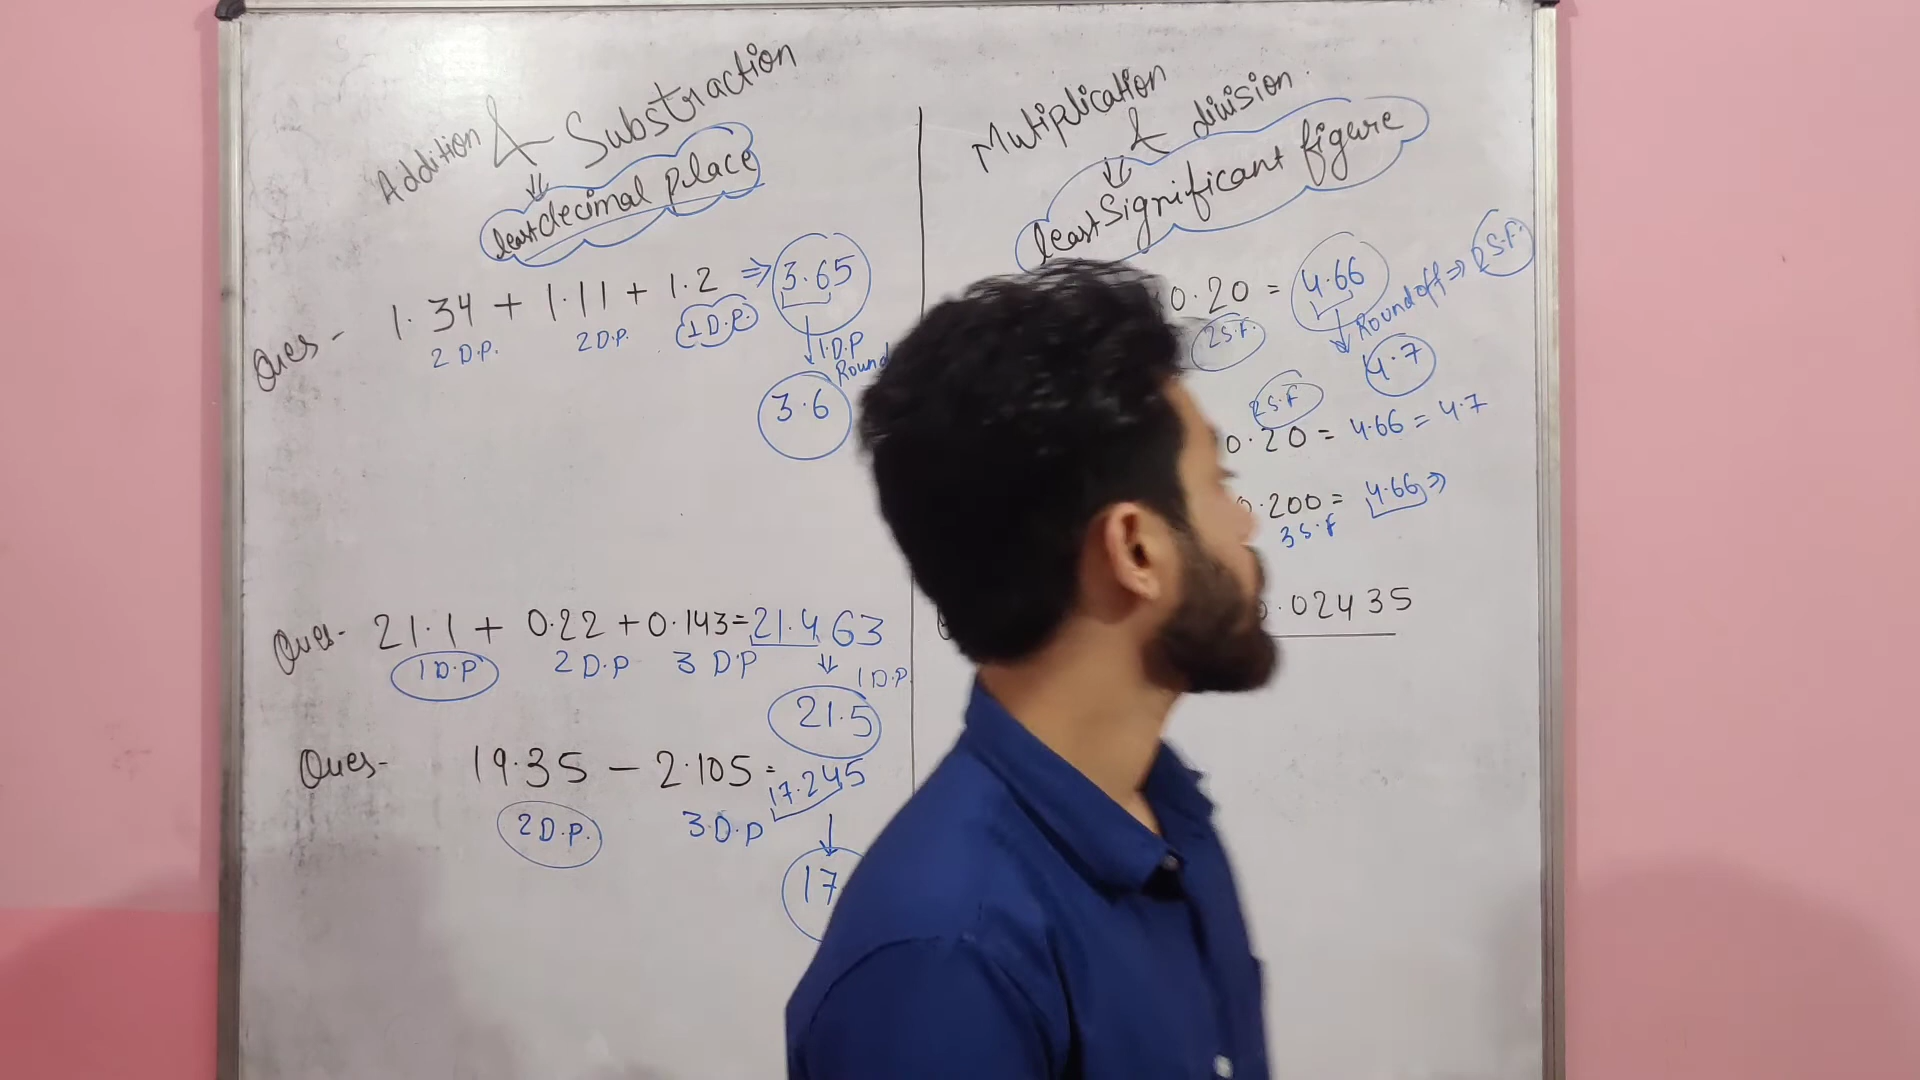 Addition & Substraction
⇓
least decimal place
Ques - 1.34 + 1.11 + 1.2 ⇒ 3.65
2 D.P. 2 D.P. 1 D.P.
↓ 1.D.P
Round
3.6
Ques- 21.1 + 0.22 + 0.143 = 21.463
1 D.P 2 D.P 3 D.P
⇓ 1 D.P.
21.5
Ques- 19.35 - 2.105 = 17.245
2 D.P. 3.D.P
↓
17
Mutiplication & division
⇓
least Significant figure
0.20 = 4.66
2 S.F. ↓ Round off ⇒ 2 S.F.
4.7
2 S.F
0.20 = 4.66 = 4.7
0.200 = 4.66 ⇒
3 S.F
0.02435